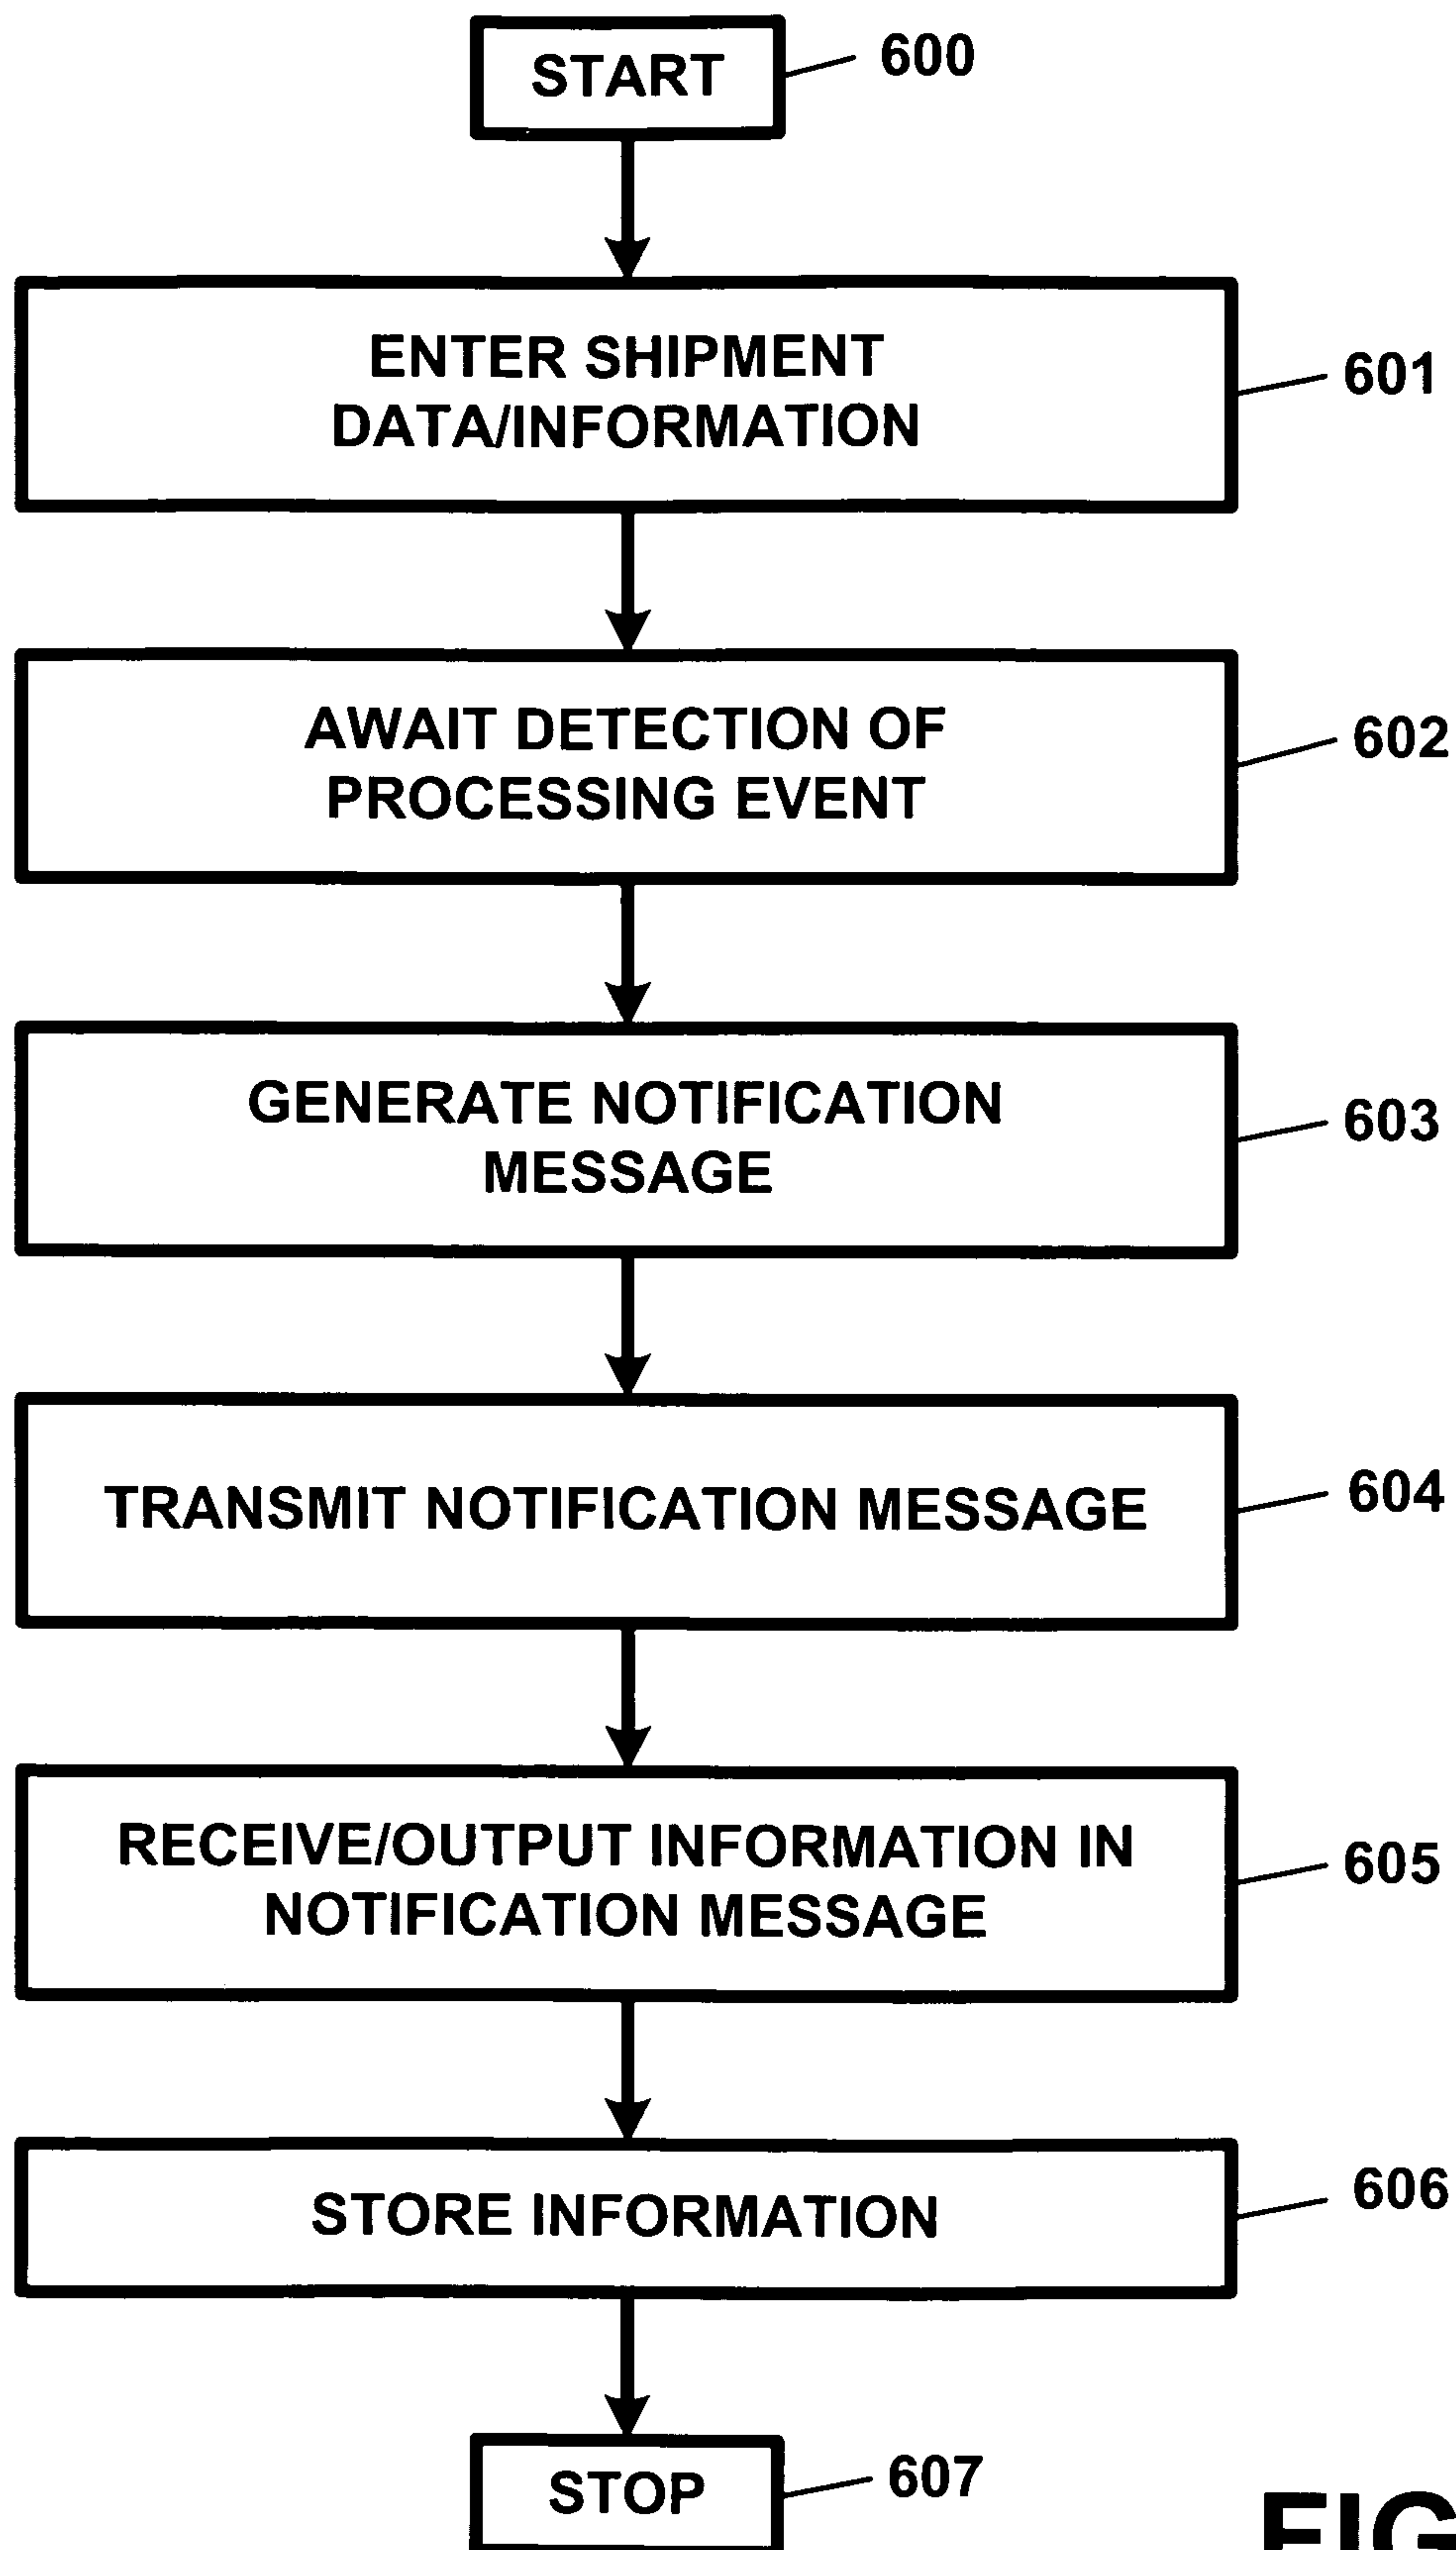 START
600
ENTER SHIPMENT
DATA/INFORMATION
601
AWAIT DETECTION OF
PROCESSING EVENT
602
GENERATE NOTIFICATION
MESSAGE
603
TRANSMIT NOTIFICATION MESSAGE
604
RECEIVE/OUTPUT INFORMATION IN
NOTIFICATION MESSAGE
605
STORE INFORMATION
606
STOP
607
FIG